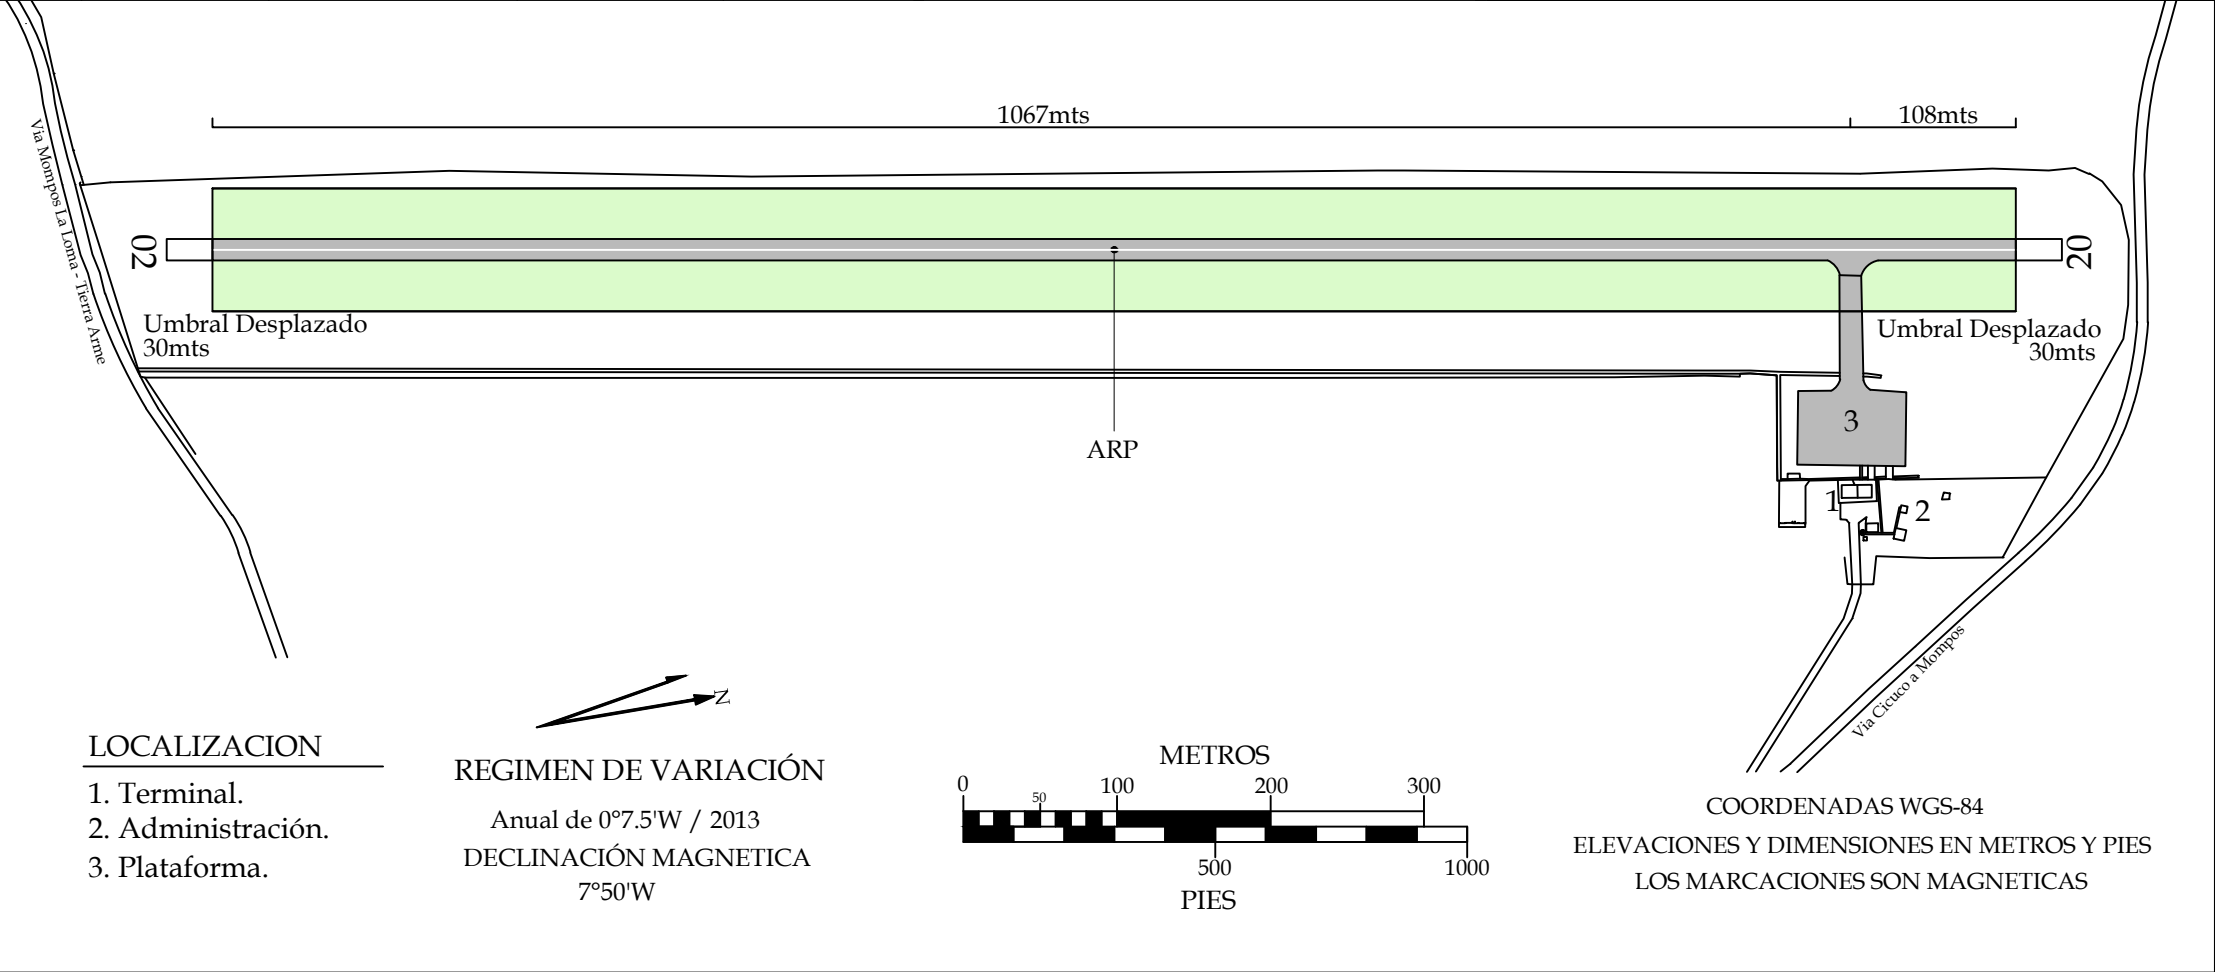 1067mts
108mts
Via Mompos La Loma - Tierra Arme
02
20
Umbral Desplazado
30mts
Umbral Desplazado
30mts
3
ARP
1
2
Via Cicuco a Mompos
N
LOCALIZACION
1. Terminal.
2. Administración.
3. Plataforma.
REGIMEN DE VARIACIÓN
Anual de 0°7.5'W / 2013
DECLINACIÓN MAGNETICA
7°50'W
METROS
0 50 100 200 300
500 1000
PIES
COORDENADAS WGS-84
ELEVACIONES Y DIMENSIONES EN METROS Y PIES
LOS MARCACIONES SON MAGNETICAS